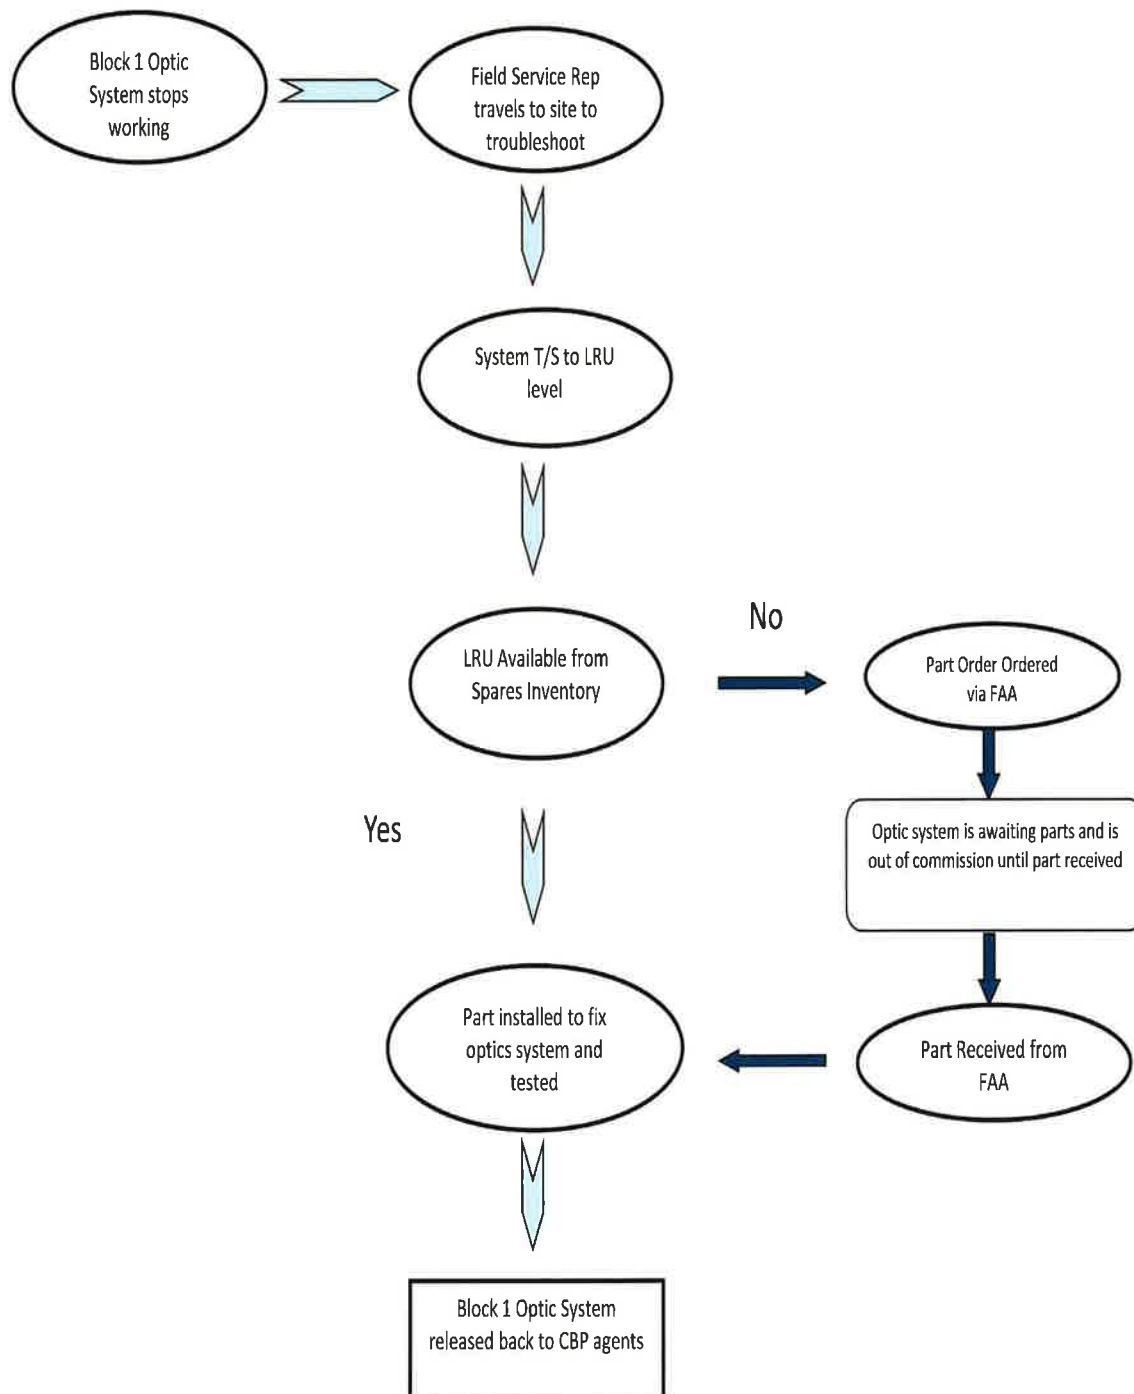 Block 1 Optic
System stops
working
Field Service Rep
travels to site to
troubleshoot
System T/S to LRU
level
LRU Available from
Spares Inventory
No
Part Order Ordered
via FAA
Yes
Optic system is awaiting parts and is
out of commission until part received
Part installed to fix
optics system and
tested
Part Received from
FAA
Block 1 Optic System
released back to CBP agents